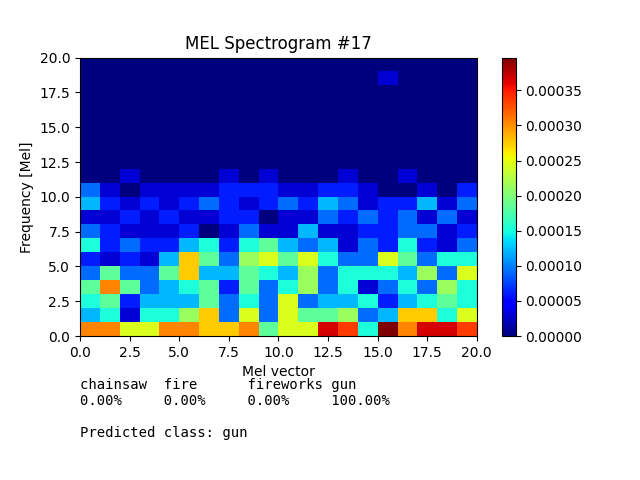 MEL Spectrogram #17
Frequency [Mel]
20.0
17.5
15.0
12.5
10.0
7.5
5.0
2.5
0.0
0.0 2.5 5.0 7.5 10.0 12.5 15.0 17.5 20.0
Mel vector
0.00035
0.00030
0.00025
0.00020
0.00015
0.00010
0.00005
0.00000
chainsaw fire fireworks gun
0.00% 0.00% 0.00% 100.00%
Predicted class: gun